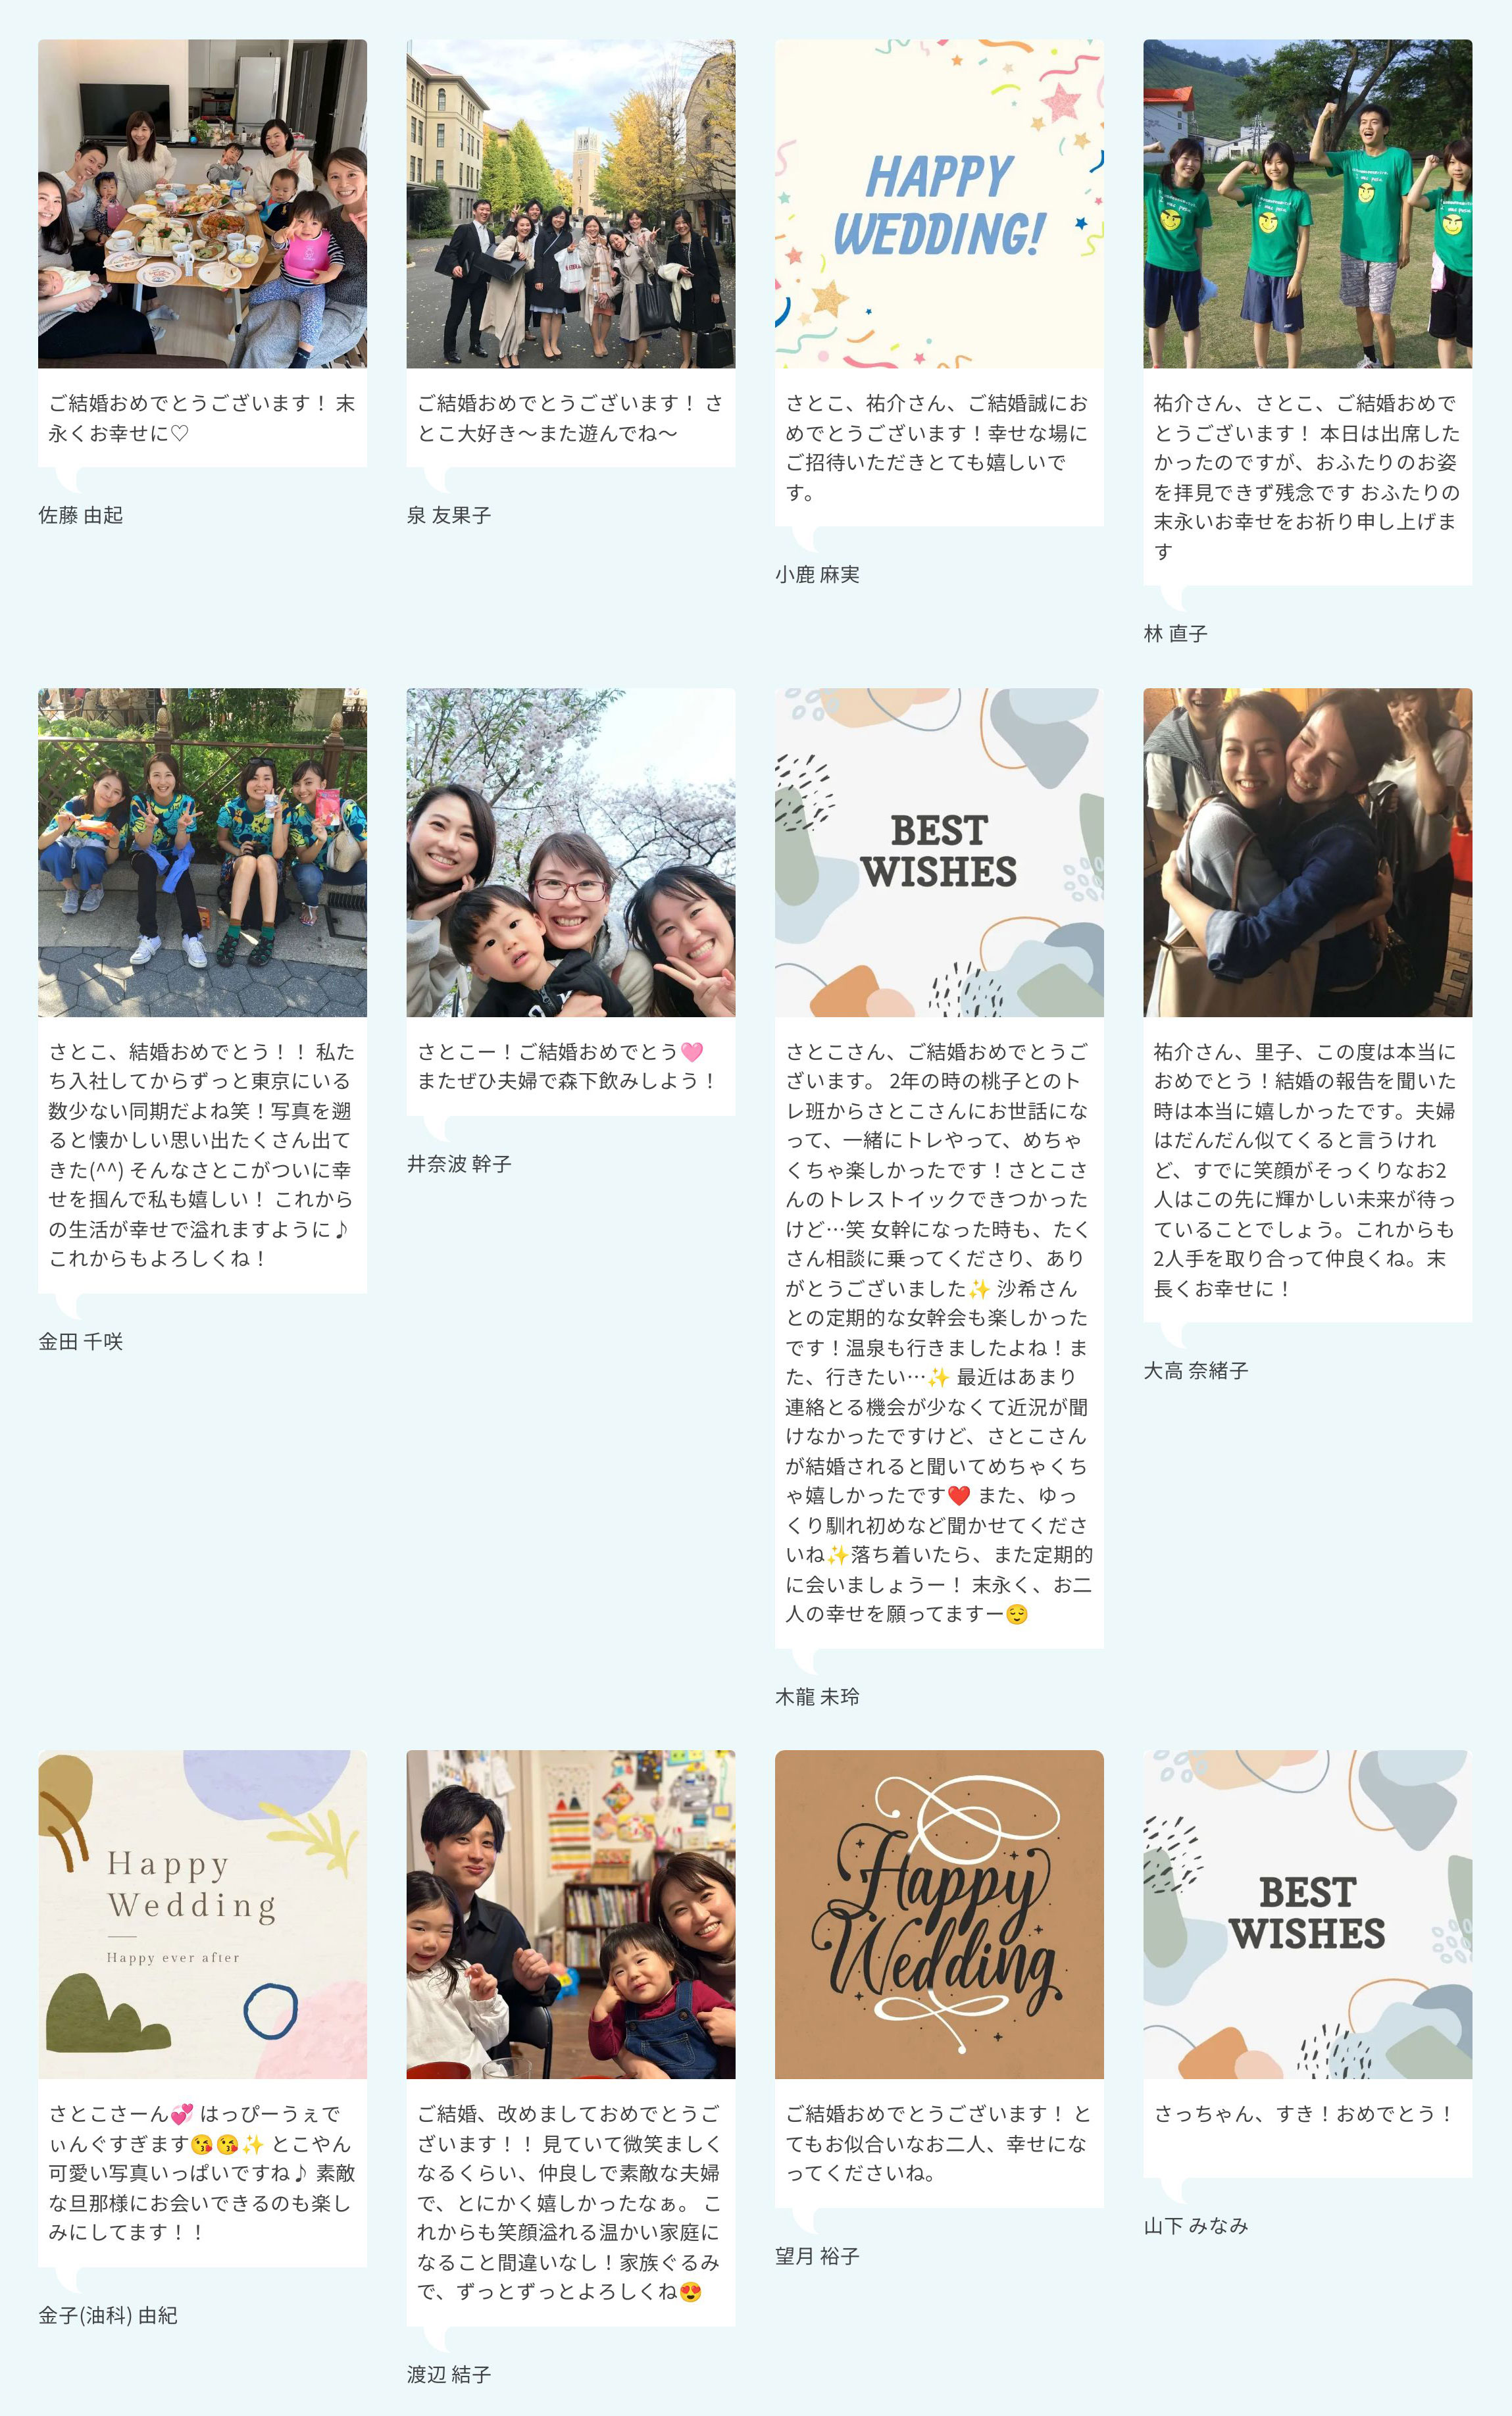 HAPPY
WEDDING!
ご結婚おめでとうございます！ 末
永くお幸せに♡
佐藤 由起
ご結婚おめでとうございます！ さ
とこ大好き〜また遊んでね〜
泉 友果子
さとこ、祐介さん、ご結婚誠にお
めでとうございます！幸せな場に
ご招待いただきとても嬉しいで
す。
小鹿 麻実
祐介さん、さとこ、ご結婚おめで
とうございます！ 本日は出席した
かったのですが、おふたりのお姿
を拝見できず残念です おふたりの
末永いお幸せをお祈り申し上げま
す
林 直子
BEST
WISHES
さとこ、結婚おめでとう！！ 私た
ち入社してからずっと東京にいる
数少ない同期だよね笑！写真を遡
ると懐かしい思い出たくさん出て
きた(^^) そんなさとこがついに幸
せを掴んで私も嬉しい！ これから
の生活が幸せで溢れますように♪
これからもよろしくね！
金田 千咲
さとこー！ご結婚おめでとう🩷
またぜひ夫婦で森下飲みしよう！
井奈波 幹子
さとこさん、ご結婚おめでとうご
ざいます。 2年の時の桃子とのト
レ班からさとこさんにお世話にな
って、一緒にトレやって、めちゃ
くちゃ楽しかったです！さとこさ
んのトレストイックできつかった
けど…笑 女幹になった時も、たく
さん相談に乗ってくださり、あり
がとうございました✨ 沙希さん
との定期的な女幹会も楽しかった
です！温泉も行きましたよね！ま
た、行きたい…✨ 最近はあまり
連絡とる機会が少なくて近況が聞
けなかったですけど、さとこさん
が結婚されると聞いてめちゃくち
ゃ嬉しかったです❤️ また、ゆっ
くり馴れ初めなど聞かせてくださ
いね✨落ち着いたら、また定期的
に会いましょうー！ 末永く、お二
人の幸せを願ってますー😌
木龍 未玲
祐介さん、里子、この度は本当に
おめでとう！結婚の報告を聞いた
時は本当に嬉しかったです。夫婦
はだんだん似てくると言うけれ
ど、すでに笑顔がそっくりなお2
人はこの先に輝かしい未来が待っ
ていることでしょう。これからも
2人手を取り合って仲良くね。末
長くお幸せに！
大高 奈緒子
Happy
Wedding
Happy ever after
Happy
Wedding
BEST
WISHES
さとこさーん💞 はっぴーうぇで
ぃんぐすぎます😘😘✨ とこやん
可愛い写真いっぱいですね♪ 素敵
な旦那様にお会いできるのも楽し
みにしてます！！
金子(油科) 由紀
ご結婚、改めましておめでとうご
ざいます！！ 見ていて微笑ましく
なるくらい、仲良しで素敵な夫婦
で、とにかく嬉しかったなぁ。 こ
れからも笑顔溢れる温かい家庭に
なること間違いなし！家族ぐるみ
で、ずっとずっとよろしくね😍
渡辺 結子
ご結婚おめでとうございます！ と
てもお似合いなお二人、幸せにな
ってくださいね。
望月 裕子
さっちゃん、すき！おめでとう！
山下 みなみ